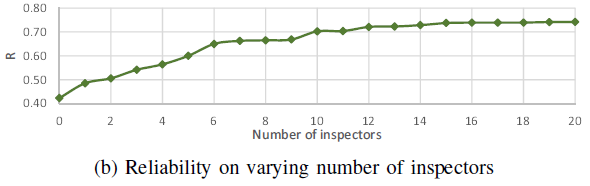 0.80
0.70
0.60
0.50
0.40
R
0 2 4 6 8 10 12 14 16 18 20
Number of inspectors
(b) Reliability on varying number of inspectors